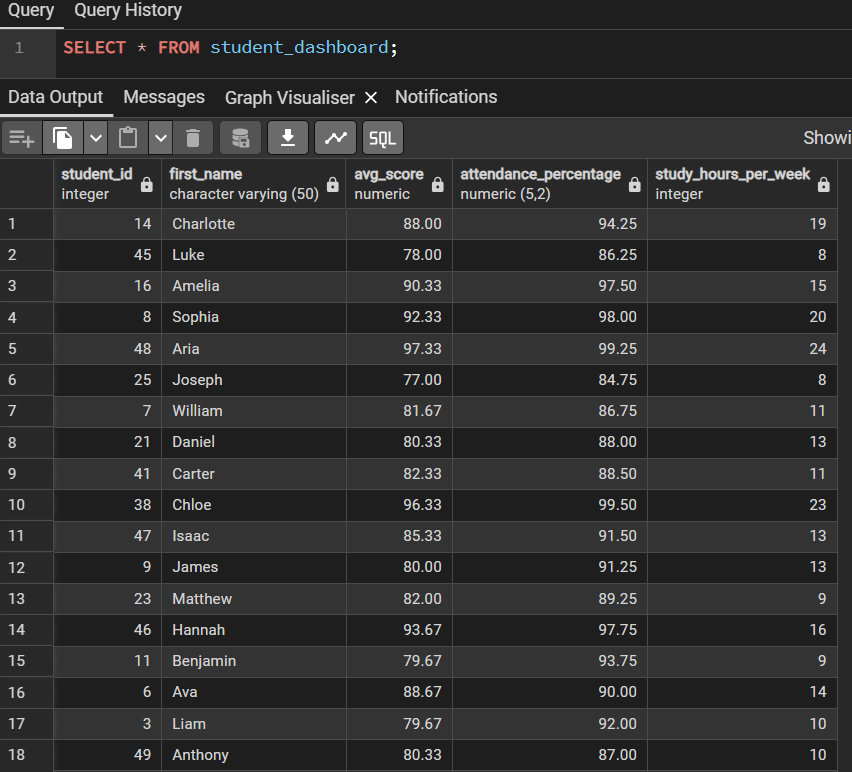 Query Query History
1 SELECT * FROM student_dashboard;
Data Output Messages Graph Visualiser × Notifications
SQL Showi
student_id first_name avg_score attendance_percentage study_hours_per_week
integer character varying (50) numeric numeric (5,2) integer
1 14 Charlotte 88.00 94.25 19
2 45 Luke 78.00 86.25 8
3 16 Amelia 90.33 97.50 15
4 8 Sophia 92.33 98.00 20
5 48 Aria 97.33 99.25 24
6 25 Joseph 77.00 84.75 8
7 7 William 81.67 86.75 11
8 21 Daniel 80.33 88.00 13
9 41 Carter 82.33 88.50 11
10 38 Chloe 96.33 99.50 23
11 47 Isaac 85.33 91.50 13
12 9 James 80.00 91.25 13
13 23 Matthew 82.00 89.25 9
14 46 Hannah 93.67 97.75 16
15 11 Benjamin 79.67 93.75 9
16 6 Ava 88.67 90.00 14
17 3 Liam 79.67 92.00 10
18 49 Anthony 80.33 87.00 10